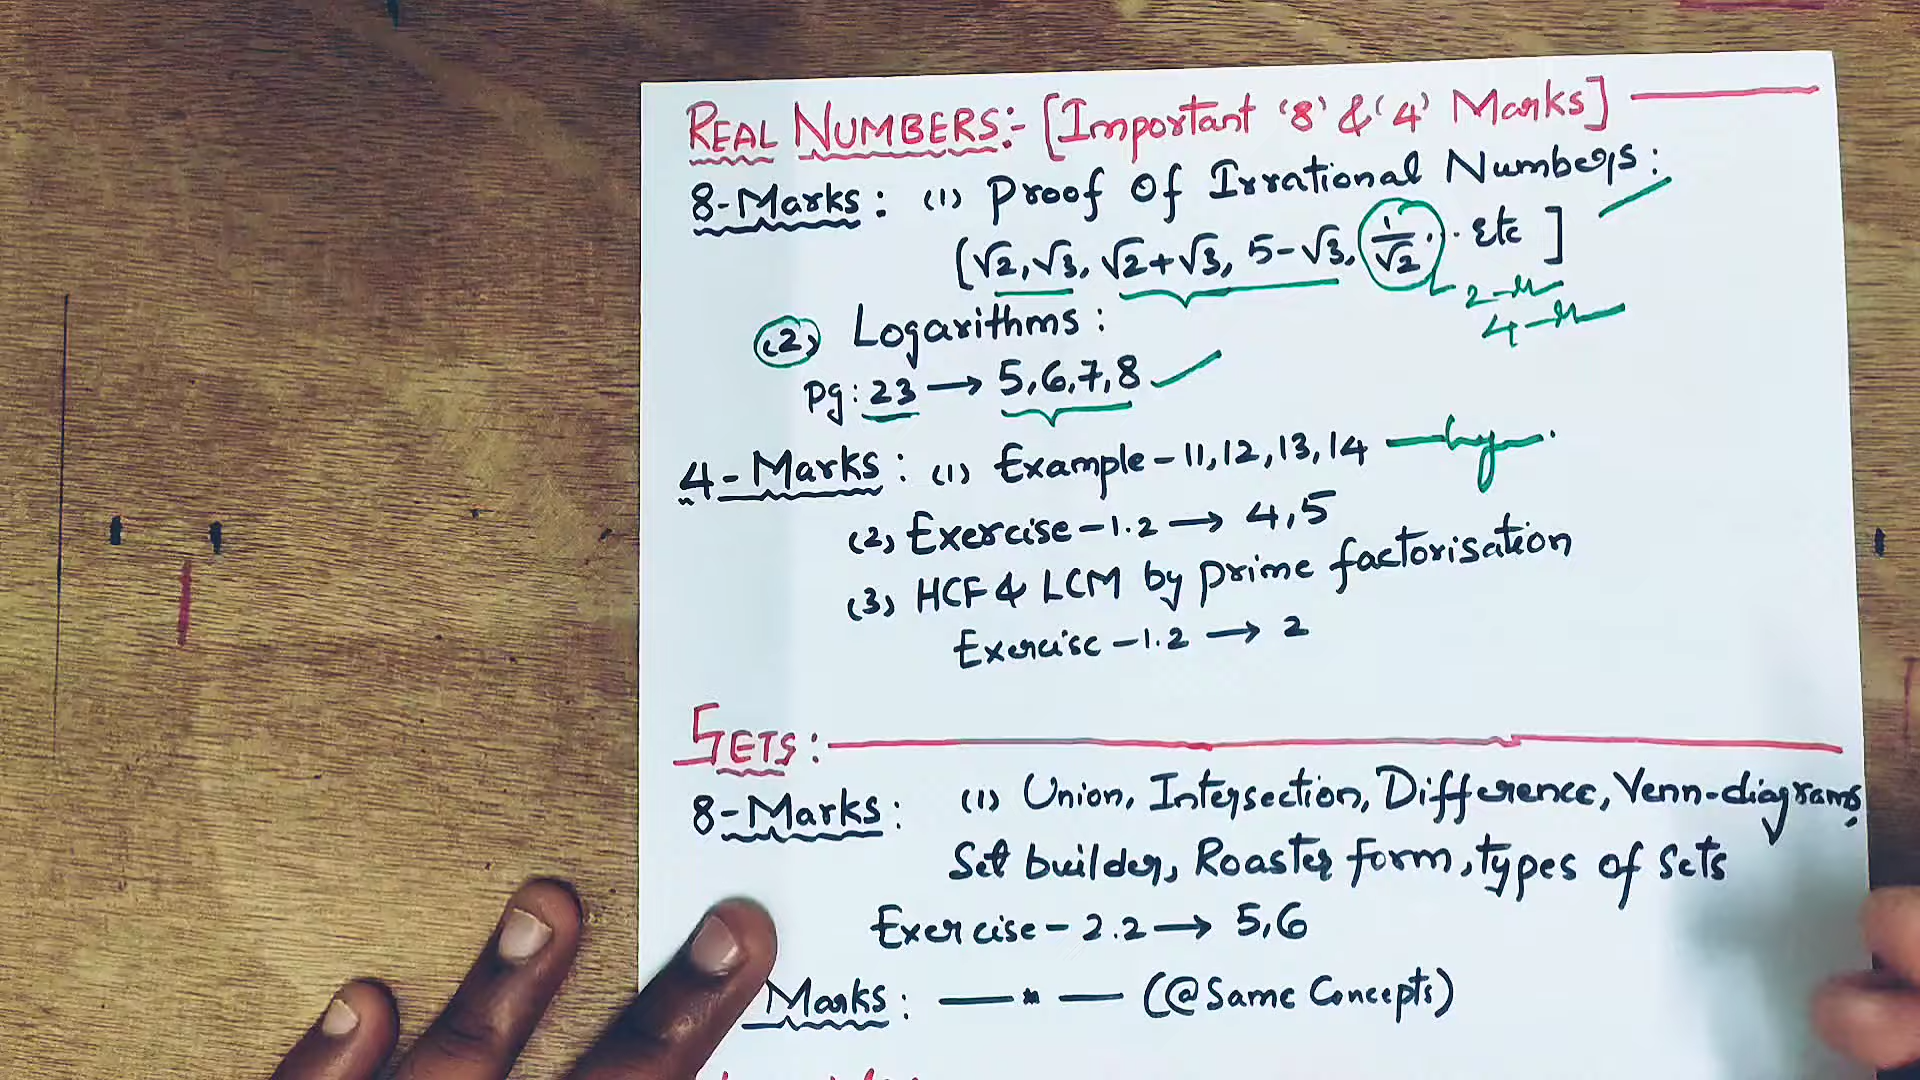 REAL NUMBERS:- [Important '8' & '4' Marks]
8-Marks: (1) Proof Of Irrational Numbers:
[√2, √3, √2+√3, 5-√3, 1/√2 .. Etc]
2-M
4-M
(2) Logarithms:
Pg: 23 → 5,6,7,8
4-Marks: (1) Example-11,12,13,14
(2) Exercise-1.2 → 4,5
(3) HCF & LCM by prime factorisation
Exercise-1.2 → 2
SETS:
8-Marks: (1) Union, Intersection, Difference, Venn-diagrams,
Set builder, Roaster form, types of Sets
Exercise-2.2 → 5,6
Marks: — " — (@Same Concepts)